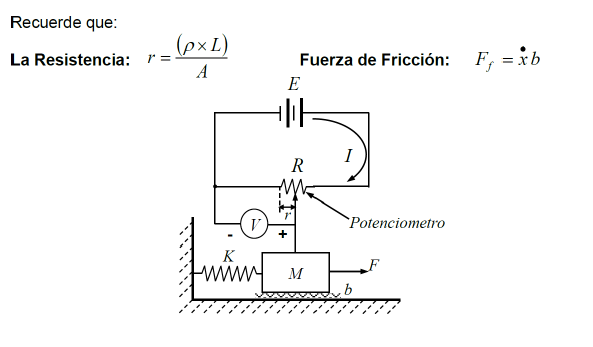 Recuerde que:
La Resistencia: r = (ρ × L) / A
Fuerza de Fricción: F_f = ẋ b
E
I
R
r
Potenciometro
V
- +
K
M
F
b